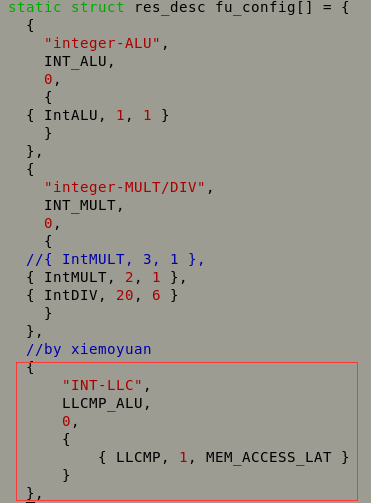 static struct res_desc fu_config[] = {
  {
    "integer-ALU",
    INT_ALU,
    0,
    {
  { IntALU, 1, 1 }
    }
  },
  {
    "integer-MULT/DIV",
    INT_MULT,
    0,
    {
  //{ IntMULT, 3, 1 },
  { IntMULT, 2, 1 },
  { IntDIV, 20, 6 }
    }
  },
  //by xiemoyuan
  {
      "INT-LLC",
      LLCMP_ALU,
      0,
      {
          { LLCMP, 1, MEM_ACCESS_LAT }
      }
  },